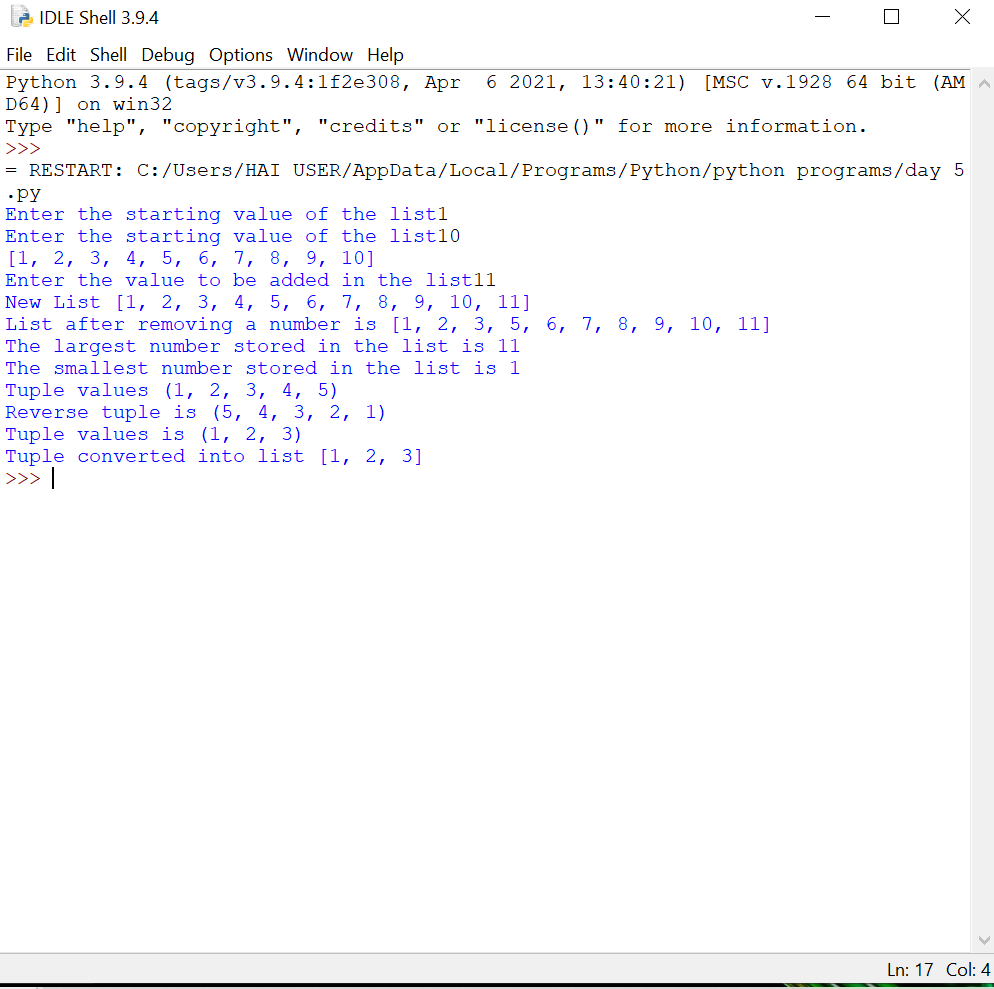 IDLE Shell 3.9.4
File Edit Shell Debug Options Window Help
Python 3.9.4 (tags/v3.9.4:1f2e308, Apr  6 2021, 13:40:21) [MSC v.1928 64 bit (AM
D64)] on win32
Type "help", "copyright", "credits" or "license()" for more information.
>>>
= RESTART: C:/Users/HAI USER/AppData/Local/Programs/Python/python programs/day 5
.py
Enter the starting value of the list1
Enter the starting value of the list10
[1, 2, 3, 4, 5, 6, 7, 8, 9, 10]
Enter the value to be added in the list11
New List [1, 2, 3, 4, 5, 6, 7, 8, 9, 10, 11]
List after removing a number is [1, 2, 3, 5, 6, 7, 8, 9, 10, 11]
The largest number stored in the list is 11
The smallest number stored in the list is 1
Tuple values (1, 2, 3, 4, 5)
Reverse tuple is (5, 4, 3, 2, 1)
Tuple values is (1, 2, 3)
Tuple converted into list [1, 2, 3]
>>>
Ln: 17 Col: 4